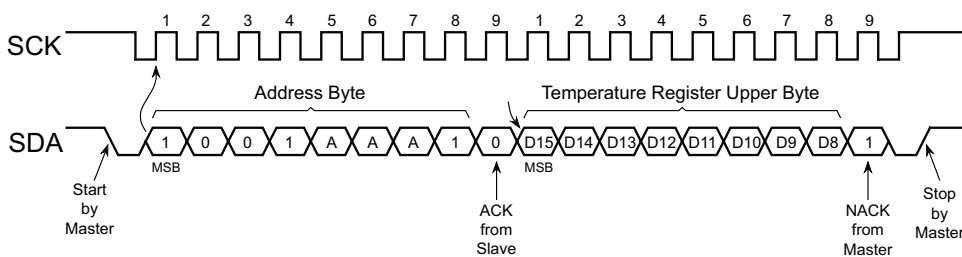 1 2 3 4 5 6 7 8 9 1 2 3 4 5 6 7 8 9
SCK
Address Byte
Temperature Register Upper Byte
SDA
1 0 0 1 A A A 1 0 D15 D14 D13 D12 D11 D10 D9 D8 1
MSB
MSB
Start
by
Master
ACK
from
Slave
NACK
from
Master
Stop
by
Master